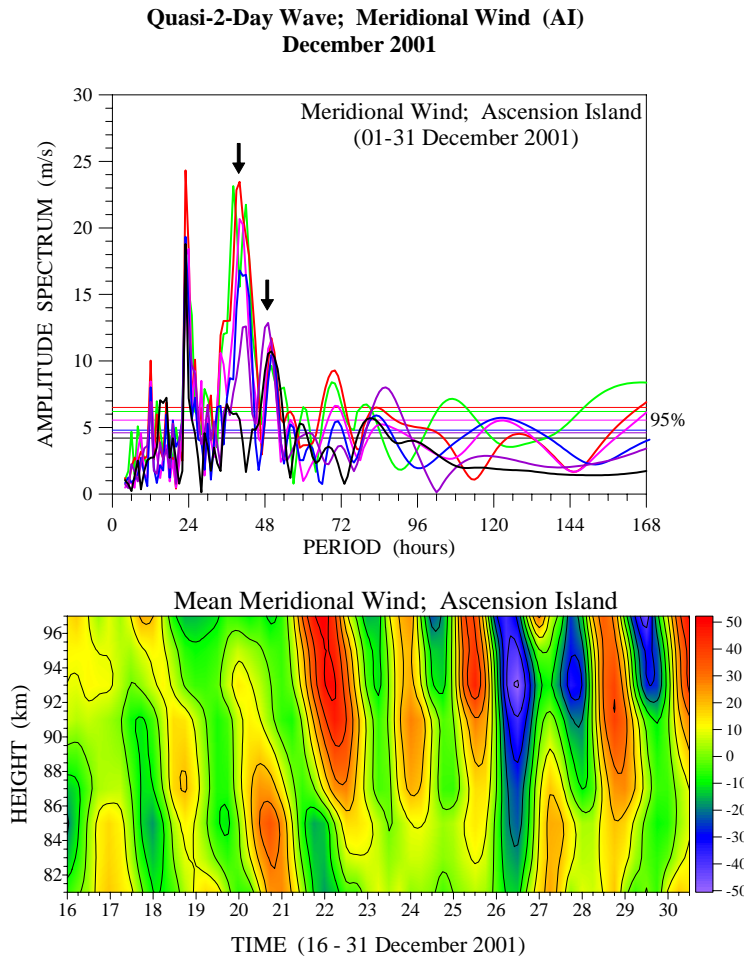 Quasi-2-Day Wave; Meridional Wind (AI)
December 2001
Meridional Wind; Ascension Island
(01-31 December 2001)
AMPLITUDE SPECTRUM (m/s)
30
25
20
15
10
5
0
95%
0 24 48 72 96 120 144 168
PERIOD (hours)
Mean Meridional Wind; Ascension Island
HEIGHT (km)
96
94
92
90
88
86
84
82
16 17 18 19 20 21 22 23 24 25 26 27 28 29 30
TIME (16 - 31 December 2001)
50
40
30
20
10
0
-10
-20
-30
-40
-50